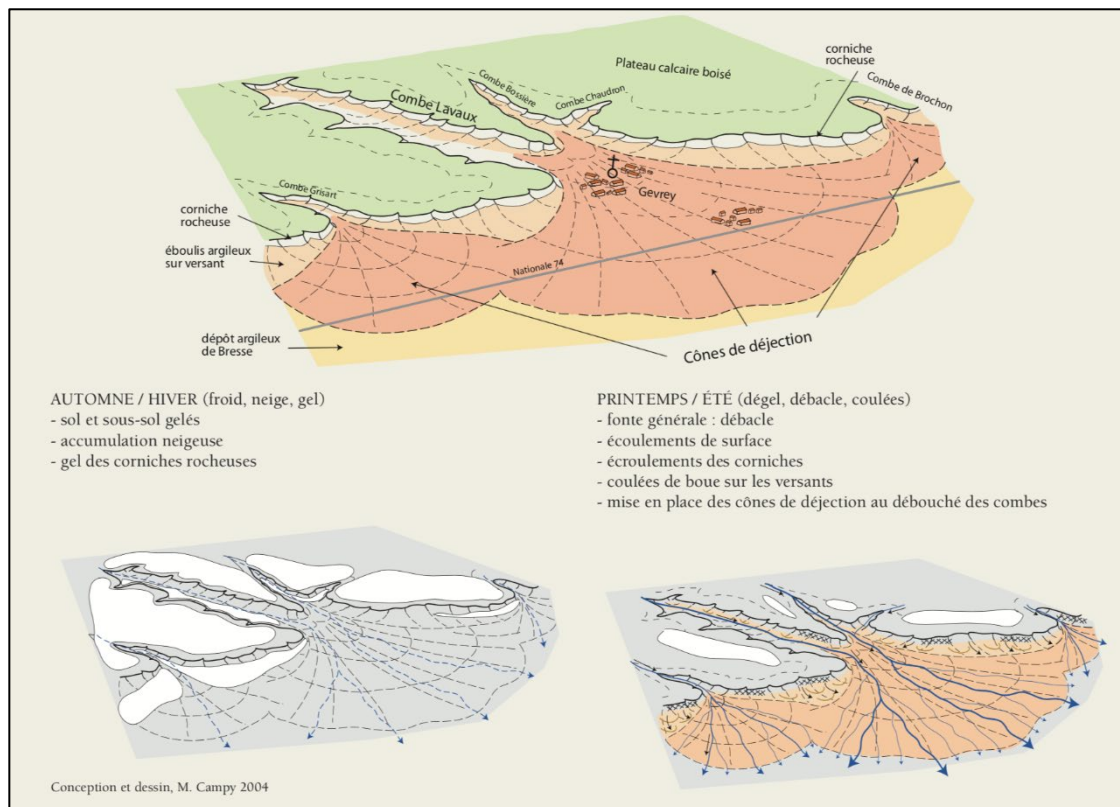 Plateau calcaire boisé
corniche
rocheuse
Combe de Brochon
Combe Bossière
Combe Chaudron
Combe Lavaux
Gevrey
Combe Grisart
corniche
rocheuse
éboulis argileux
sur versant
Nationale 74
dépôt argileux
de Bresse
Cônes de déjection
AUTOMNE / HIVER (froid, neige, gel)
- sol et sous-sol gelés
- accumulation neigeuse
- gel des corniches rocheuses
PRINTEMPS / ÉTÉ (dégel, débacle, coulées)
- fonte générale : débacle
- écoulements de surface
- écroulements des corniches
- coulées de boue sur les versants
- mise en place des cônes de déjection au débouché des combes
Conception et dessin, M. Campy 2004